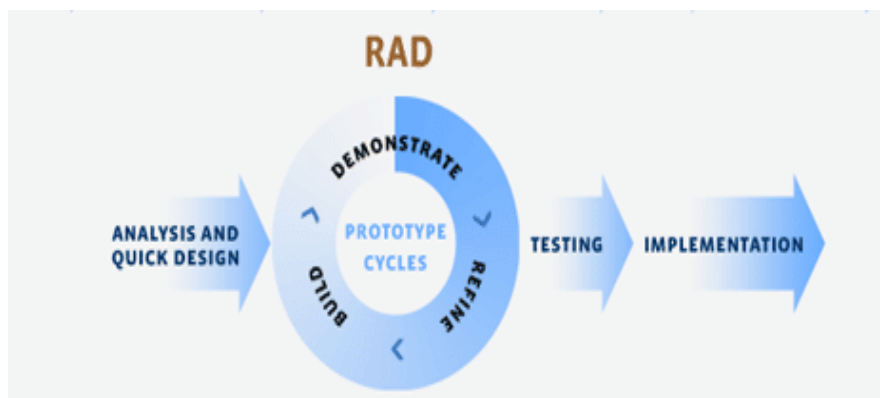 RAD
ANALYSIS AND
QUICK DESIGN
DEMONSTRATE
REFINE
BUILD
PROTOTYPE
CYCLES
TESTING
IMPLEMENTATION